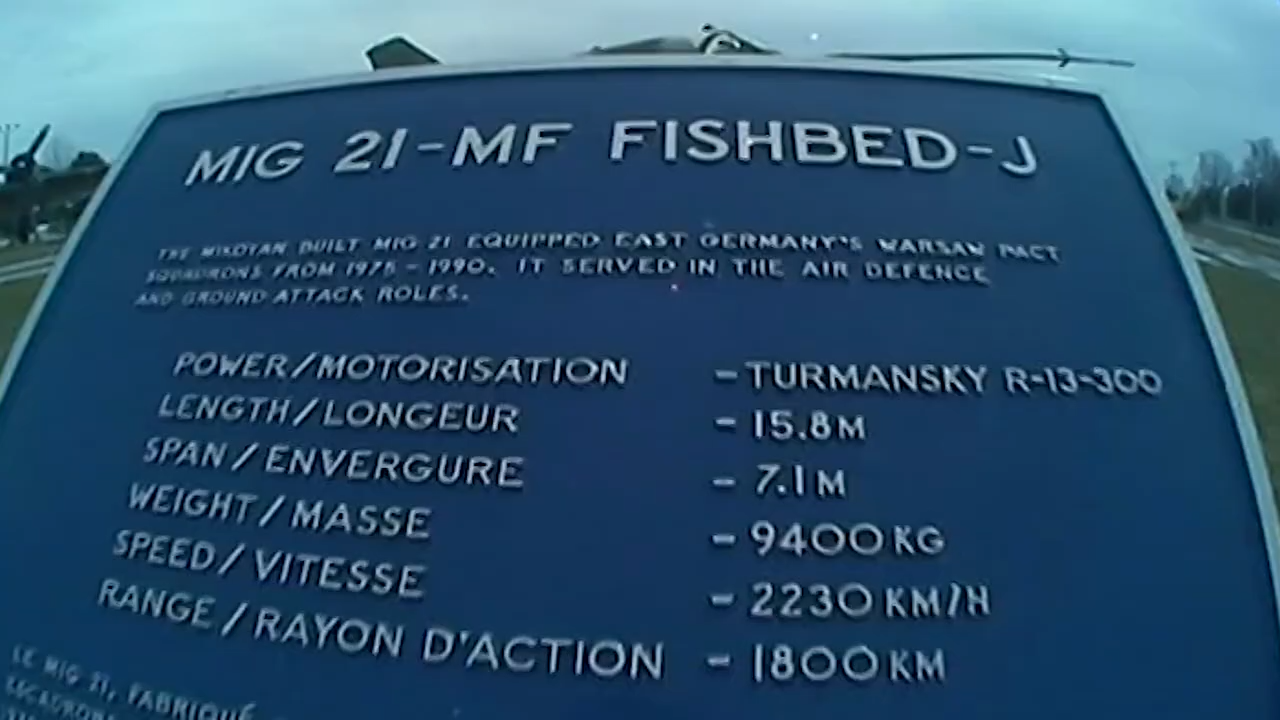 MIG 21-MF FISHBED-J
THE MIKOYAN BUILT MIG 21 EQUIPPED EAST GERMANY'S WARSAW PACT
SQUADRONS FROM 1975 - 1990. IT SERVED IN THE AIR DEFENCE
AND GROUND ATTACK ROLES.
POWER/MOTORISATION - TURMANSKY R-13-300
LENGTH/LONGEUR - 15.8M
SPAN/ENVERGURE - 7.1M
WEIGHT/MASSE - 9400KG
SPEED/VITESSE - 2230KM/H
RANGE/RAYON D'ACTION - 1800KM
LE MIG 21, FABRIQUÉ